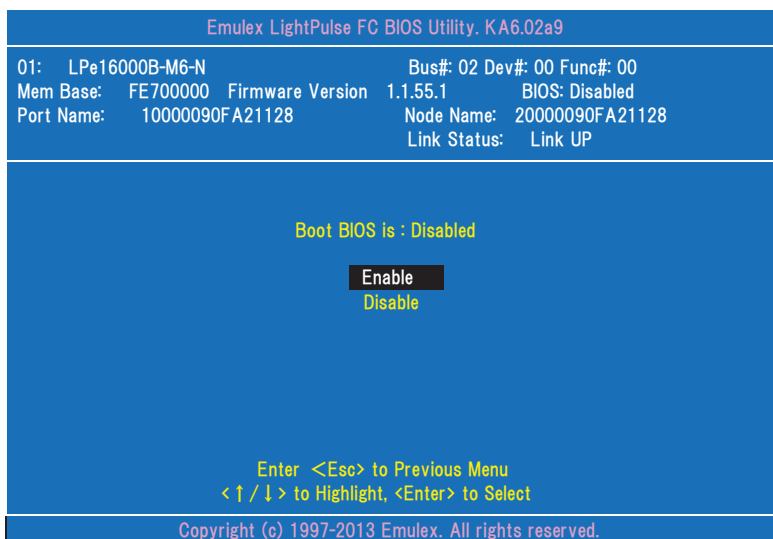 Emulex LightPulse FC BIOS Utility. KA6.02a9
01: LPe16000B-M6-N Bus#: 02 Dev#: 00 Func#: 00
Mem Base: FE700000 Firmware Version 1.1.55.1 BIOS: Disabled
Port Name: 10000090FA21128 Node Name: 20000090FA21128
Link Status: Link UP
Boot BIOS is : Disabled
Enable
Disable
Enter <Esc> to Previous Menu
<↑/↓> to Highlight, <Enter> to Select
Copyright (c) 1997-2013 Emulex. All rights reserved.